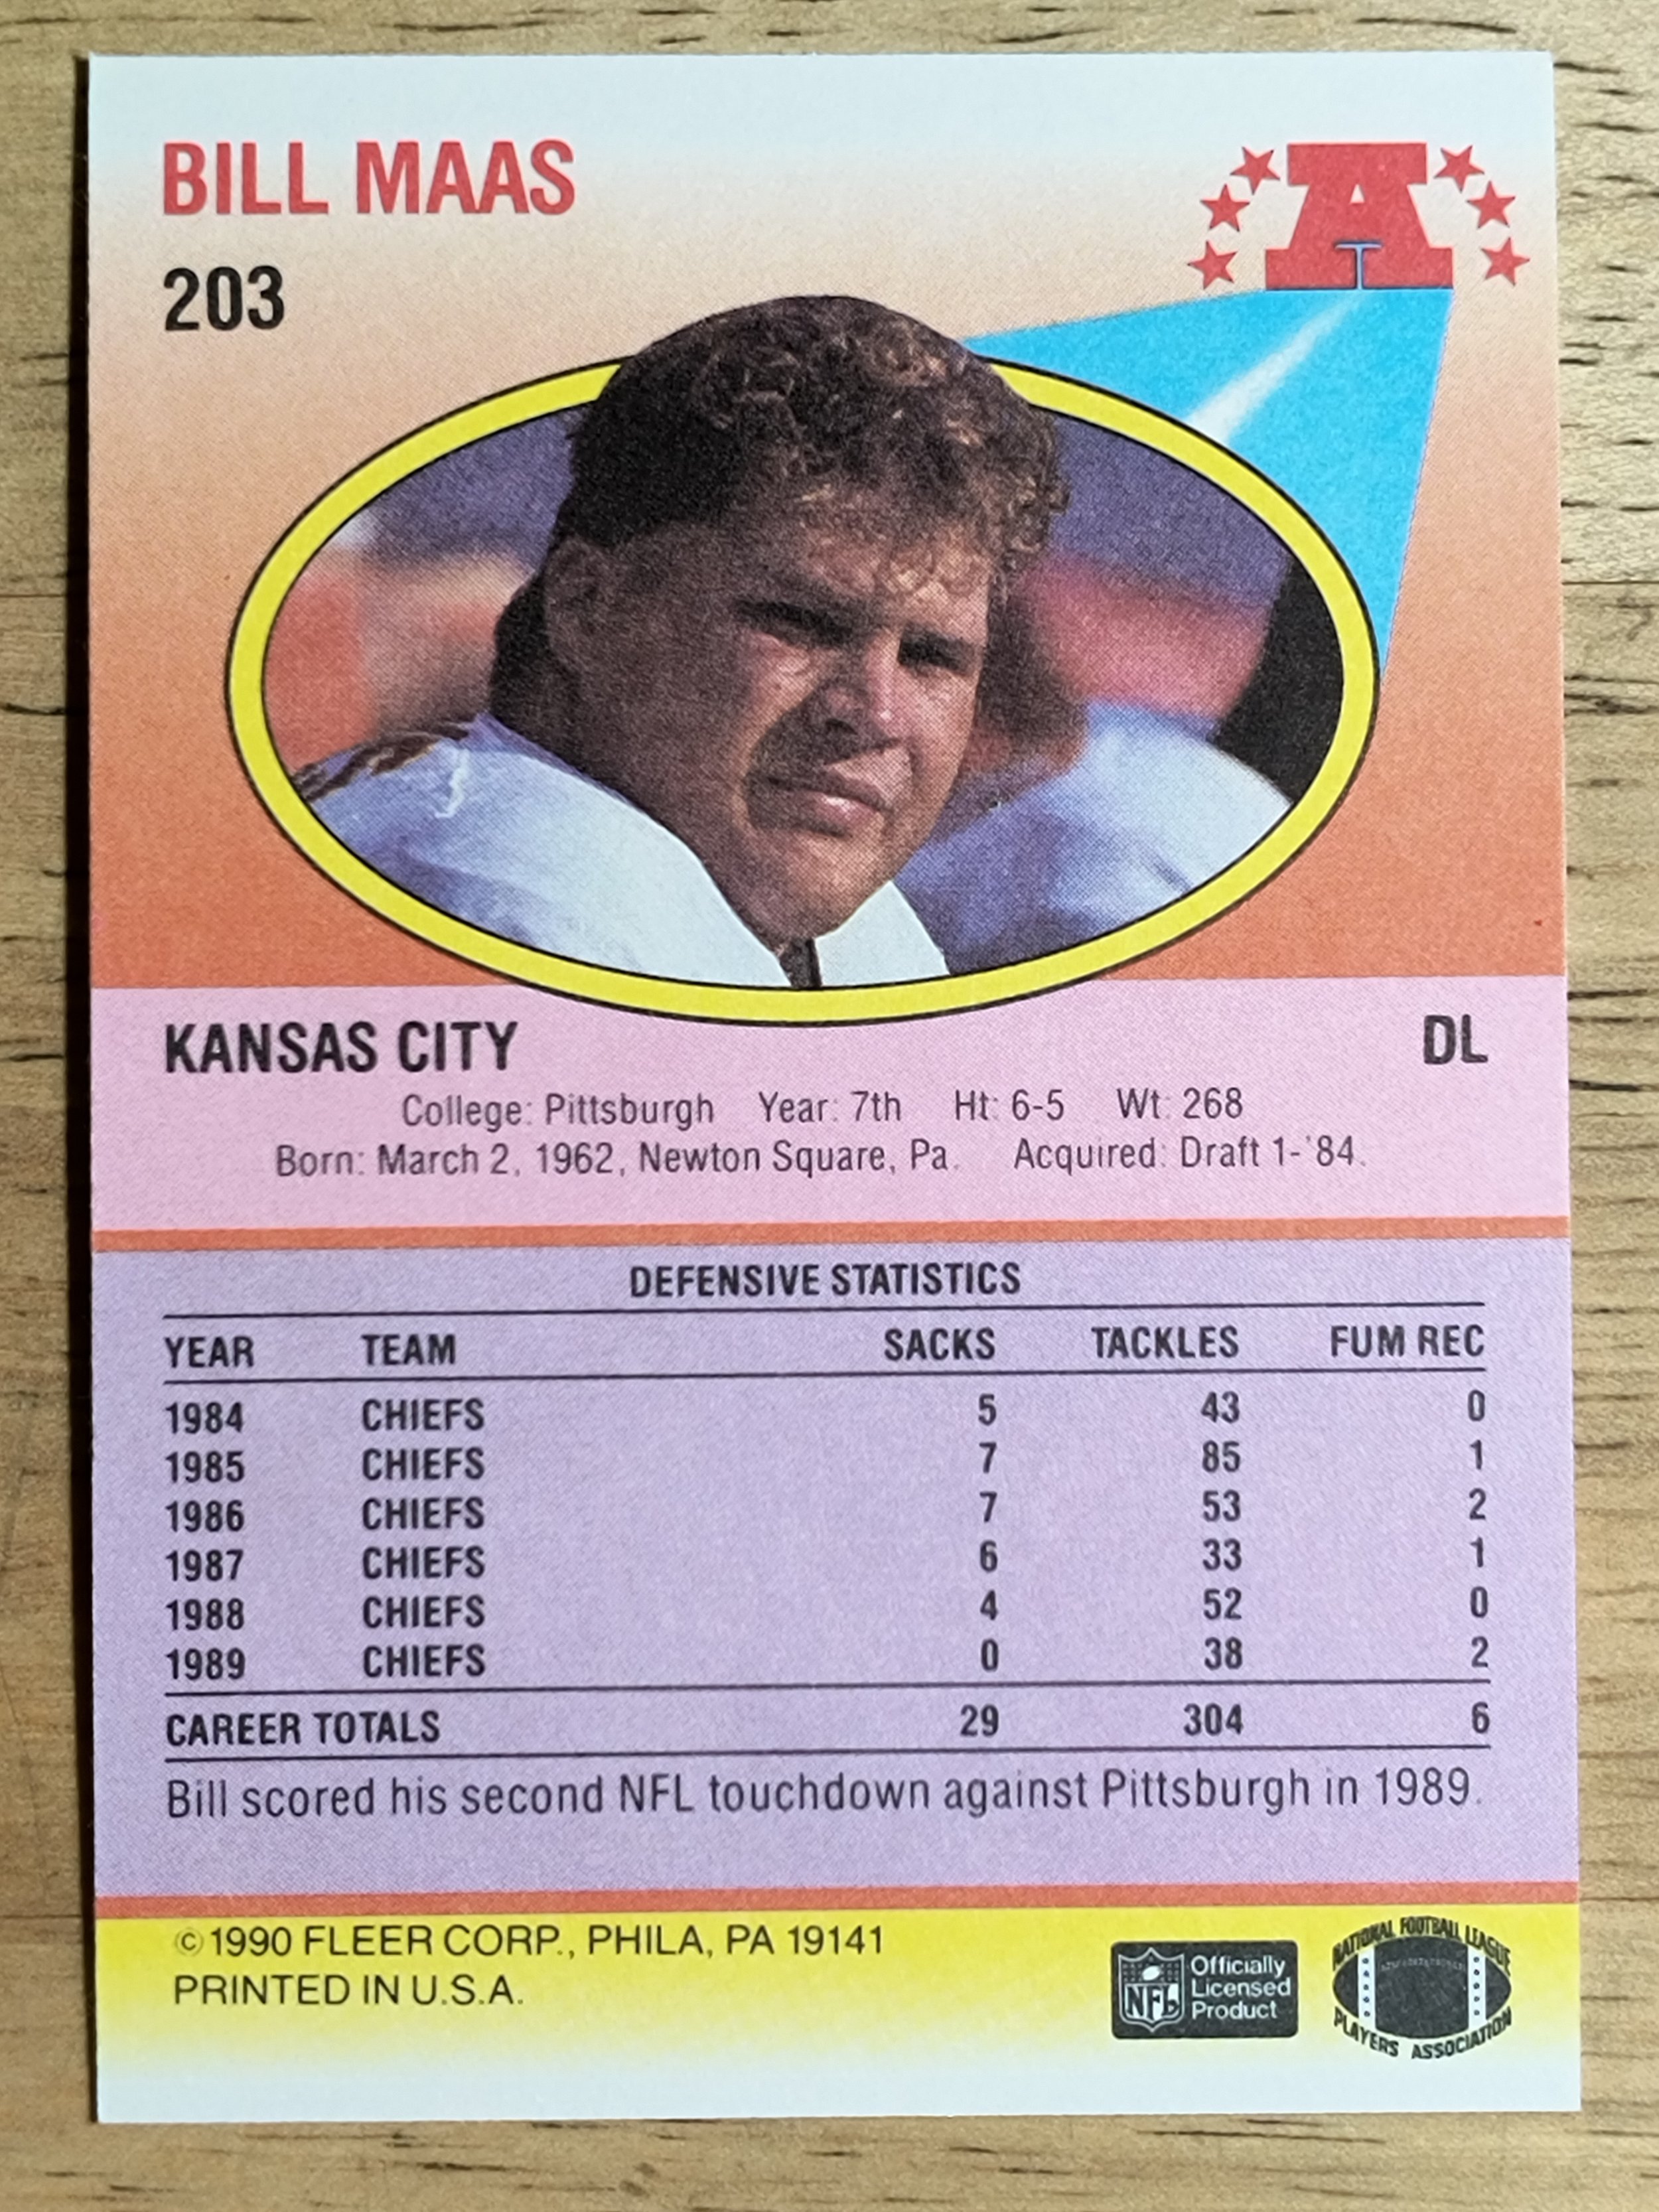 BILL MAAS
203
A
KANSAS CITY DL
College: Pittsburgh Year: 7th Ht: 6-5 Wt: 268
Born: March 2, 1962, Newton Square, Pa. Acquired: Draft 1-'84.
DEFENSIVE STATISTICS
YEAR TEAM SACKS TACKLES FUM REC
1984 CHIEFS 5 43 0
1985 CHIEFS 7 85 1
1986 CHIEFS 7 53 2
1987 CHIEFS 6 33 1
1988 CHIEFS 4 52 0
1989 CHIEFS 0 38 2
CAREER TOTALS 29 304 6
Bill scored his second NFL touchdown against Pittsburgh in 1989.
©1990 FLEER CORP., PHILA, PA 19141
PRINTED IN U.S.A.
NFL
Officially
Licensed
Product
NATIONAL FOOTBALL LEAGUE
PLAYERS ASSOCIATION